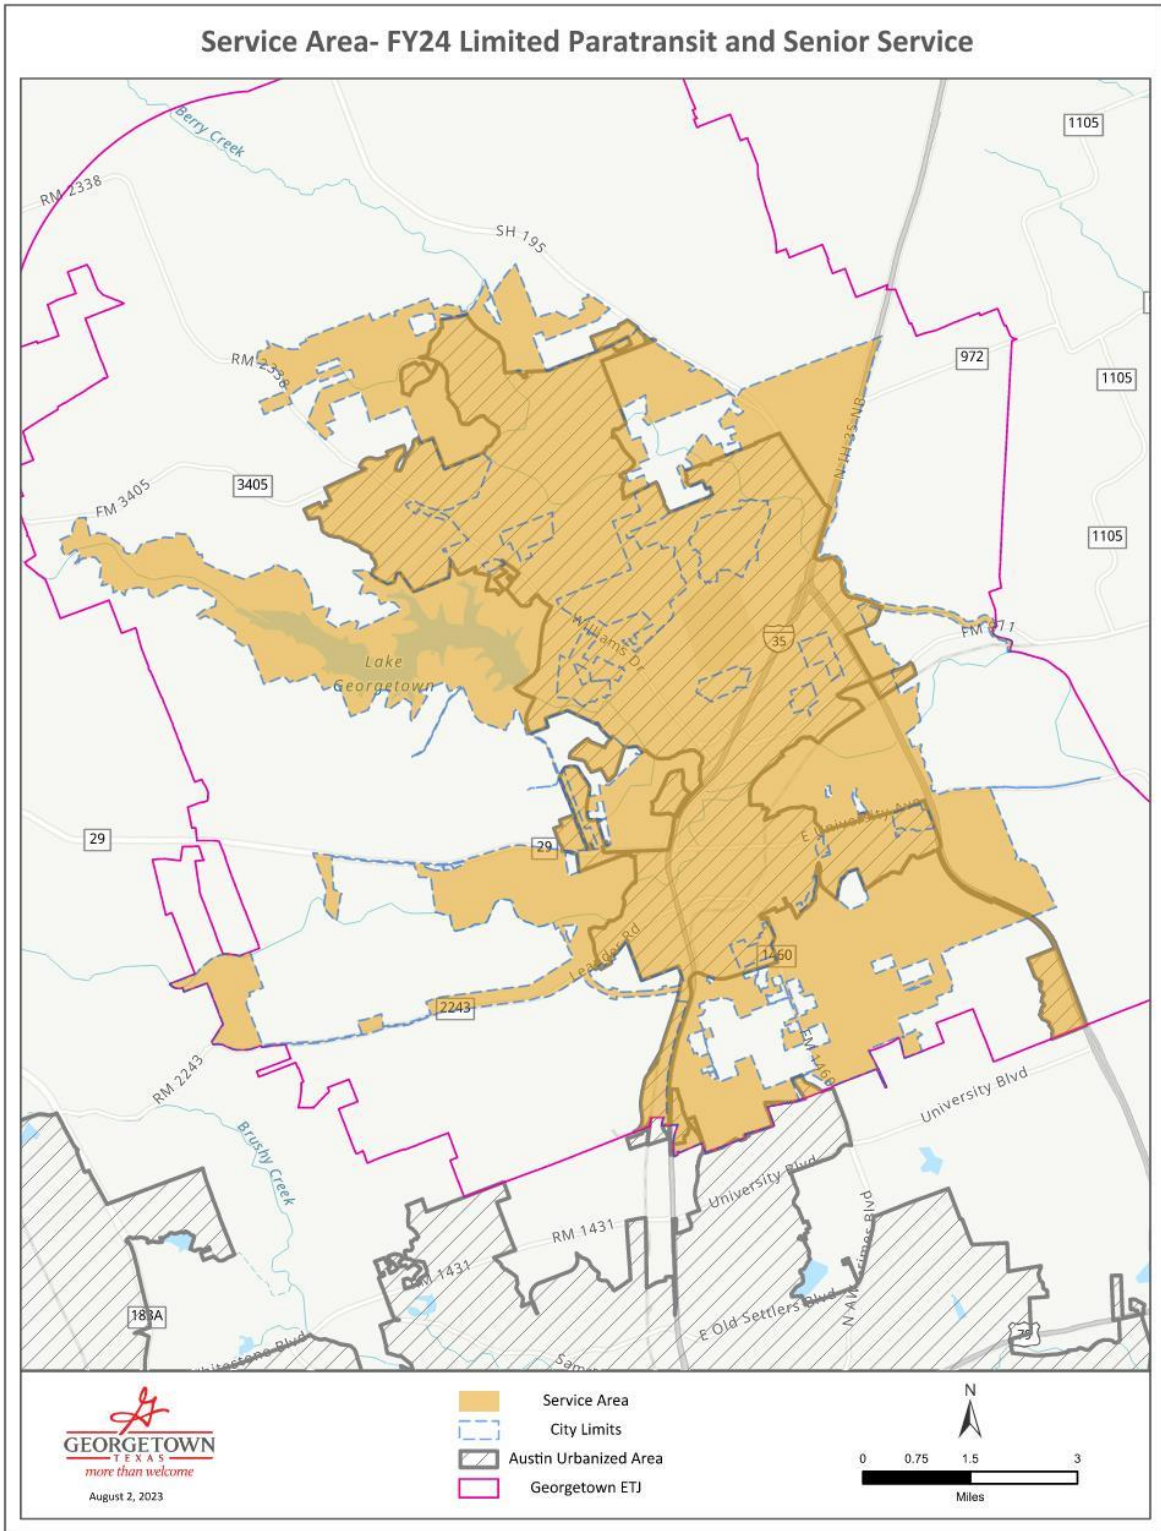 Service Area- FY24 Limited Paratransit and Senior Service
Berry Creek
1105
RM 2338
SH 195
RM 2338
972
1105
N IH 35 NB
3405
FM 3405
1105
Williams Dr
35
FM 971
Lake
Georgetown
29
29
E University Ave
Leander Rd
1460
2243
FM 1460
RM 2243
University Blvd
Brushy Creek
University Blvd
RM 1431
RM 1431
N AW Grimes Blvd
E Old Settlers Blvd
183A
79
Whitestone Blvd
GEORGETOWN
TEXAS
more than welcome
August 2, 2023
Service Area
City Limits
Austin Urbanized Area
Georgetown ETJ
N
0 0.75 1.5 3
Miles